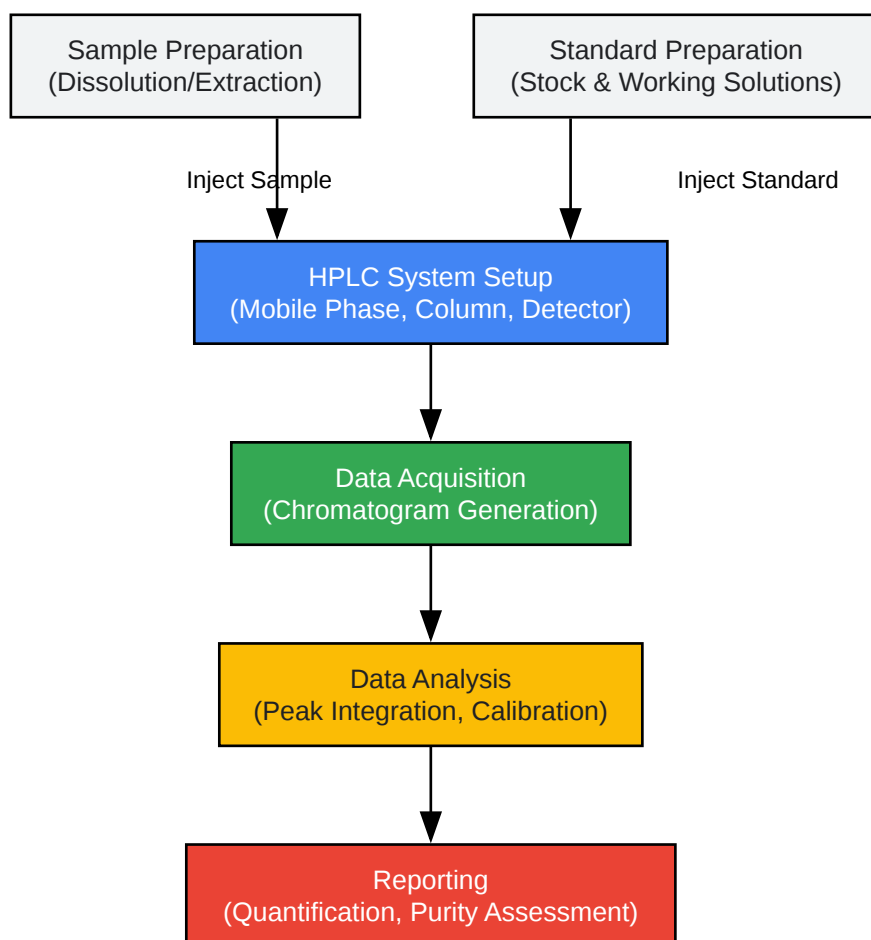 Sample Preparation
(Dissolution/Extraction)
Standard Preparation
(Stock & Working Solutions)
Inject Sample
Inject Standard
HPLC System Setup
(Mobile Phase, Column, Detector)
Data Acquisition
(Chromatogram Generation)
Data Analysis
(Peak Integration, Calibration)
Reporting
(Quantification, Purity Assessment)